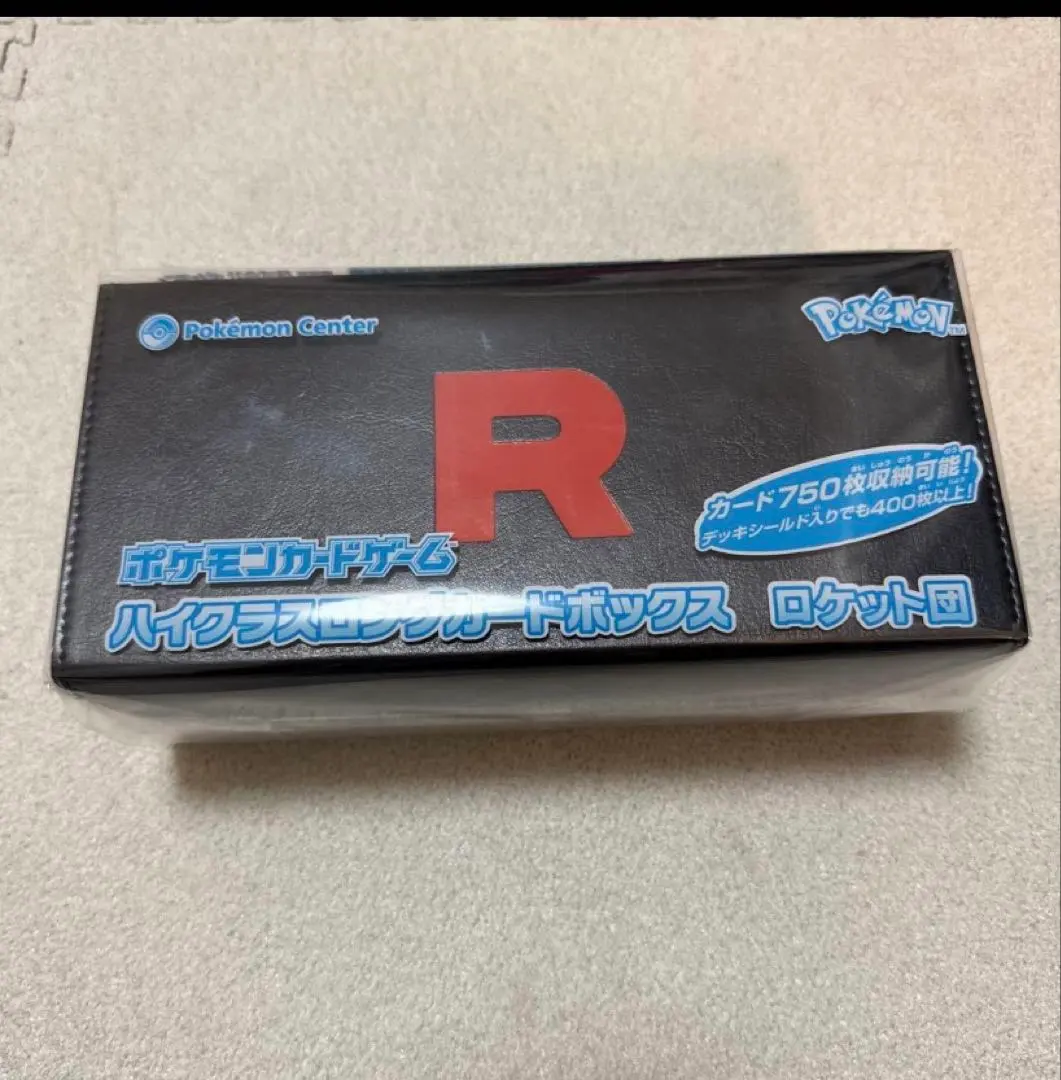 Pokémon Center
POKéMON™
R
カード750枚収納可能!
デッキシールド入りでも400枚以上!
ポケモンカードゲーム
ハイクラスロングカードボックス ロケット団